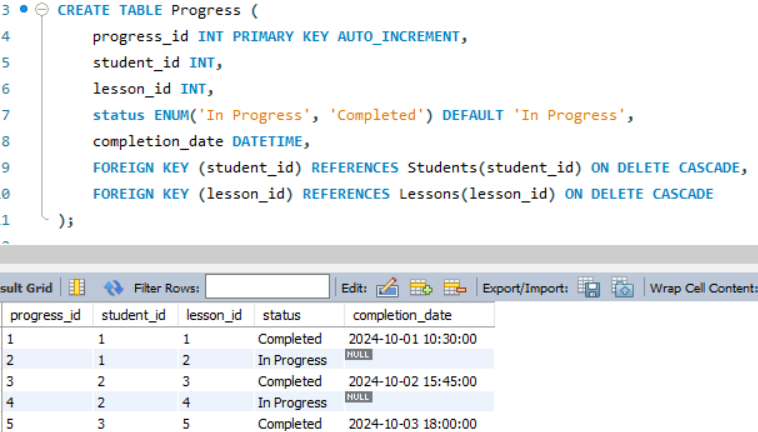 3 CREATE TABLE Progress (
4 progress_id INT PRIMARY KEY AUTO_INCREMENT,
5 student_id INT,
6 lesson_id INT,
7 status ENUM('In Progress', 'Completed') DEFAULT 'In Progress',
8 completion_date DATETIME,
9 FOREIGN KEY (student_id) REFERENCES Students(student_id) ON DELETE CASCADE,
0 FOREIGN KEY (lesson_id) REFERENCES Lessons(lesson_id) ON DELETE CASCADE
1 );
sult Grid Filter Rows: Edit: Export/Import: Wrap Cell Content:
progress_id student_id lesson_id status completion_date
1 1 1 Completed 2024-10-01 10:30:00
2 1 2 In Progress NULL
3 2 3 Completed 2024-10-02 15:45:00
4 2 4 In Progress NULL
5 3 5 Completed 2024-10-03 18:00:00